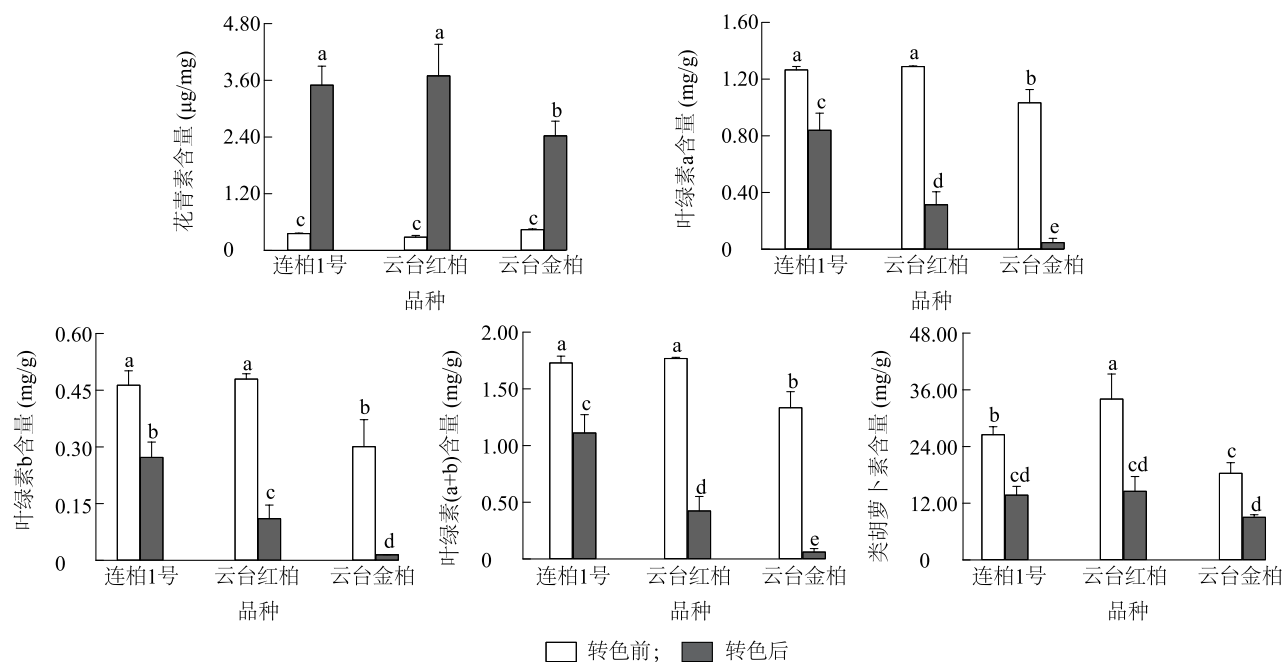 花青素含量 (μg/mg)
4.80
3.60
2.40
1.20
0
c a c a c b
连柏1号 云台红柏 云台金柏
品种
叶绿素a含量 (mg/g)
1.60
1.20
0.80
0.40
0
a c a d b e
连柏1号 云台红柏 云台金柏
品种
叶绿素b含量 (mg/g)
0.60
0.45
0.30
0.15
0
a b a c b d
连柏1号 云台红柏 云台金柏
品种
叶绿素(a+b)含量 (mg/g)
2.00
1.50
1.00
0.50
0
a c a d b e
连柏1号 云台红柏 云台金柏
品种
类胡萝卜素含量 (mg/g)
48.00
36.00
24.00
12.00
0
b cd a cd c d
连柏1号 云台红柏 云台金柏
品种
转色前; 转色后